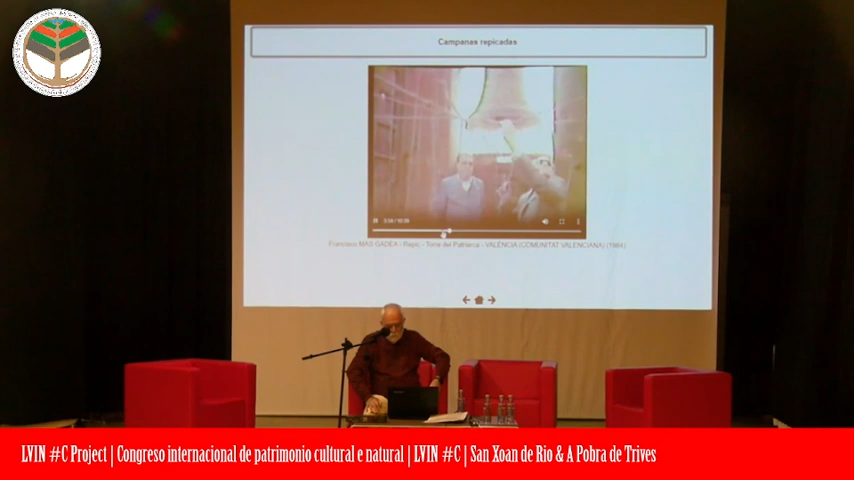 Campanas repicadas
Francisco MAS GADEA - Repic - Torre del Patriarca - VALÈNCIA (COMUNITAT VALENCIANA) (1984)
LVIN #C Project | Congreso internacional de patrimonio cultural e natural | LVIN #C | San Xoan de Rio & A Pobra de Trives